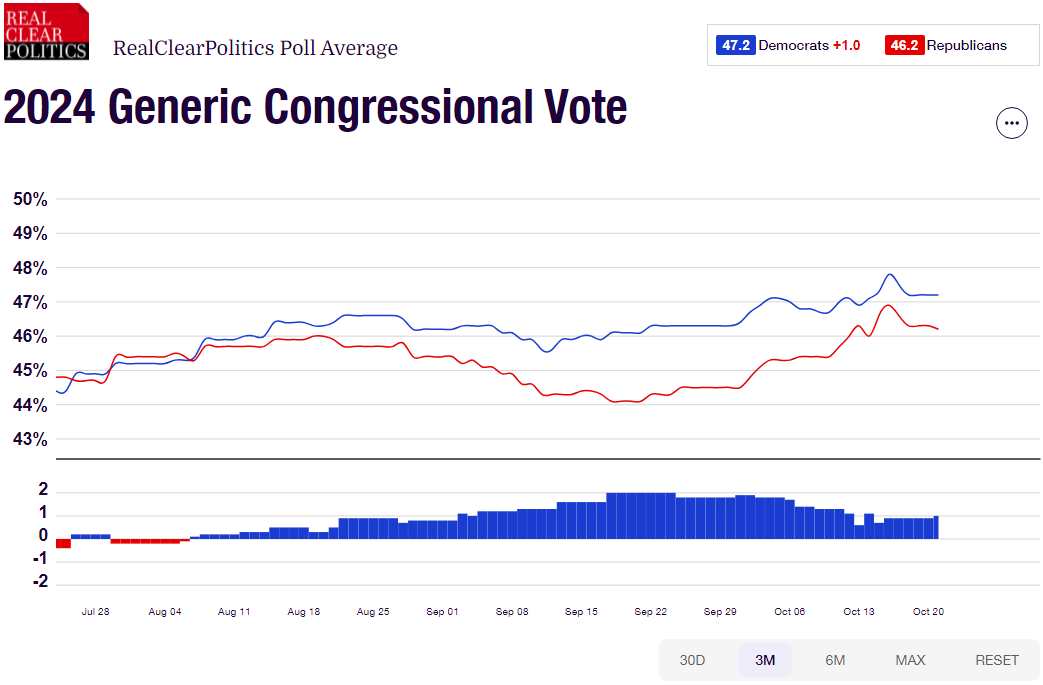 REAL
CLEAR
POLITICS
RealClearPolitics Poll Average
47.2 Democrats +1.0 46.2 Republicans
2024 Generic Congressional Vote
50%
49%
48%
47%
46%
45%
44%
43%
2
1
0
-1
-2
Jul 28 Aug 04 Aug 11 Aug 18 Aug 25 Sep 01 Sep 08 Sep 15 Sep 22 Sep 29 Oct 06 Oct 13 Oct 20
30D 3M 6M MAX RESET